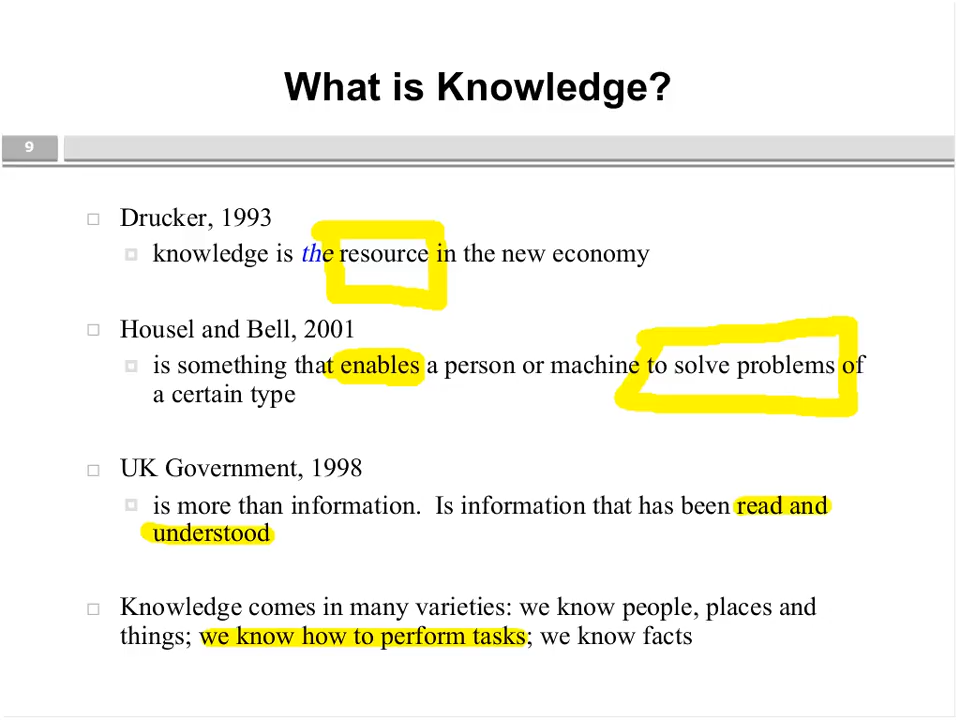 What is Knowledge?
9
Drucker, 1993
knowledge is the resource in the new economy
Housel and Bell, 2001
is something that enables a person or machine to solve problems of
a certain type
UK Government, 1998
is more than information.  Is information that has been read and
understood
Knowledge comes in many varieties: we know people, places and
things; we know how to perform tasks; we know facts